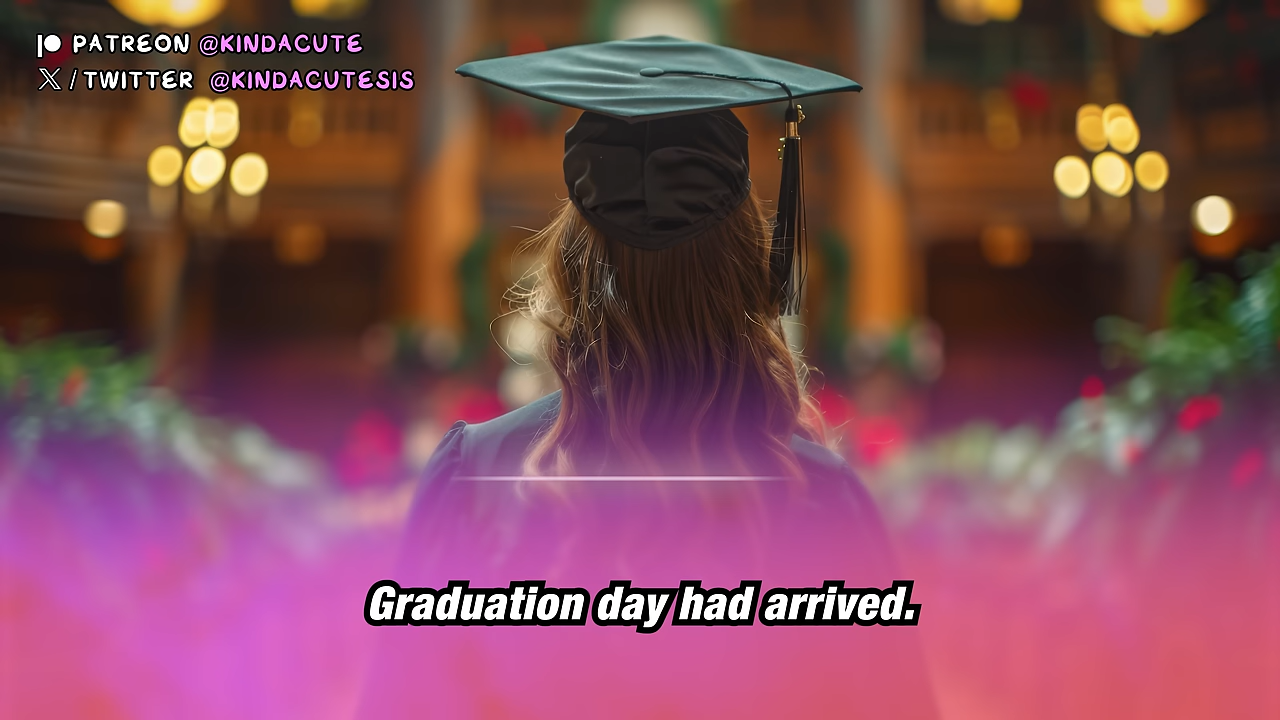 PATREON @KINDACUTE
X / TWITTER @KINDACUTESIS
Graduation day had arrived.